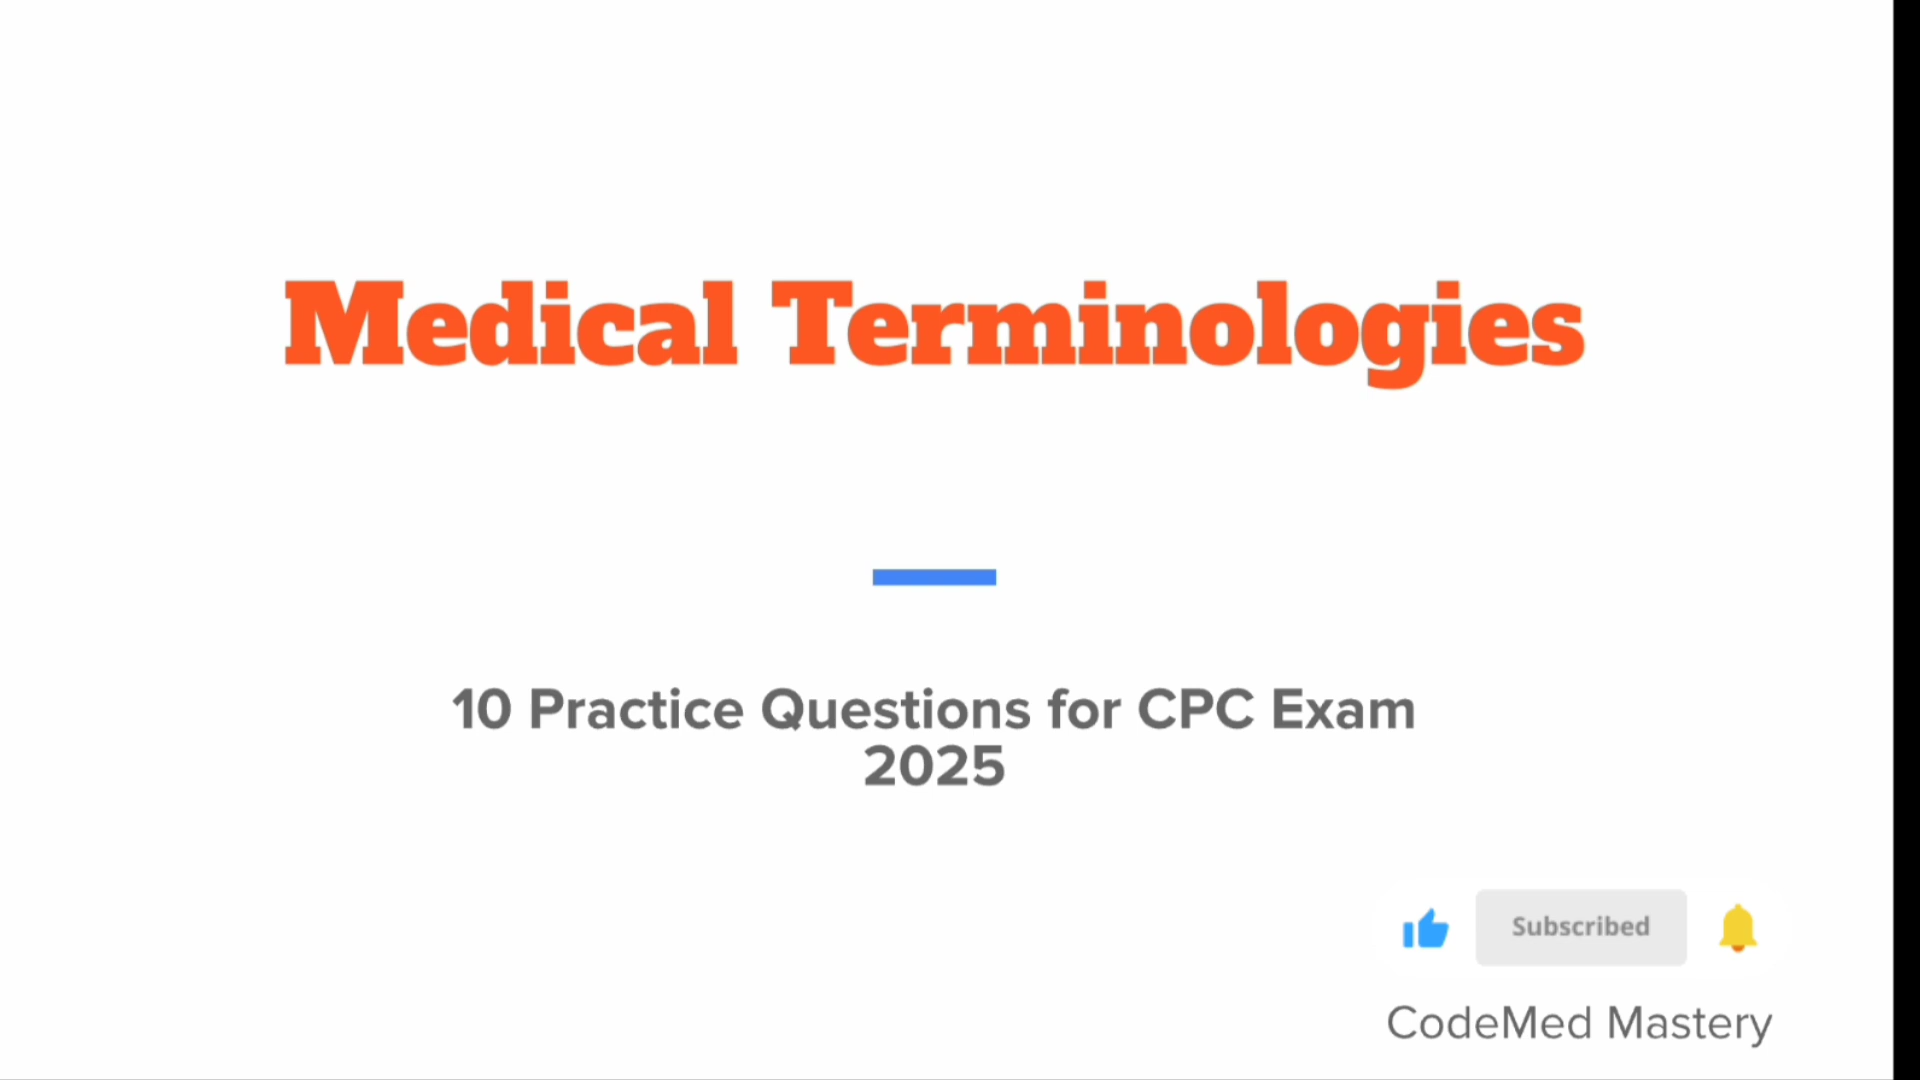 Medical Terminologies
10 Practice Questions for CPC Exam
2025
Subscribed
CodeMed Mastery